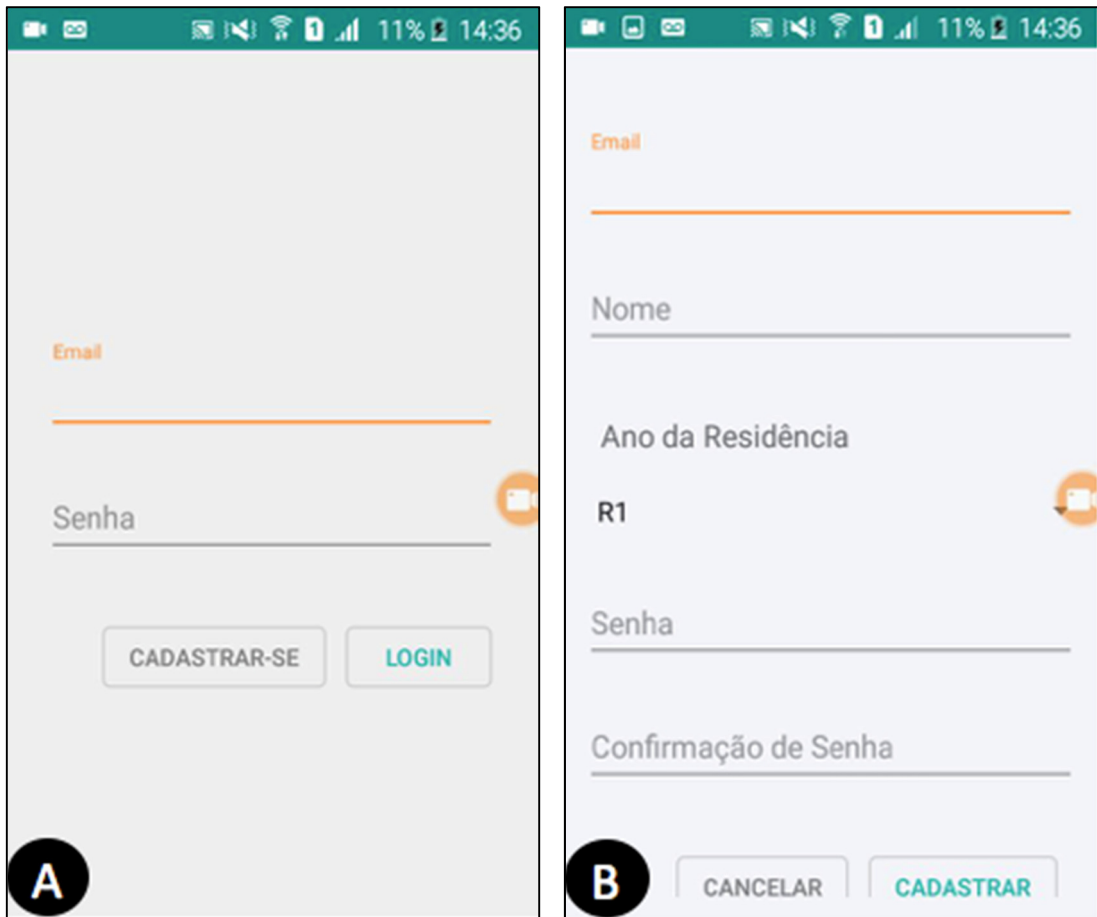 11% 14:36
Email
Senha
CADASTRAR-SE LOGIN
A
11% 14:36
Email
Nome
Ano da Residência
R1
Senha
Confirmação de Senha
CANCELAR CADASTRAR
B